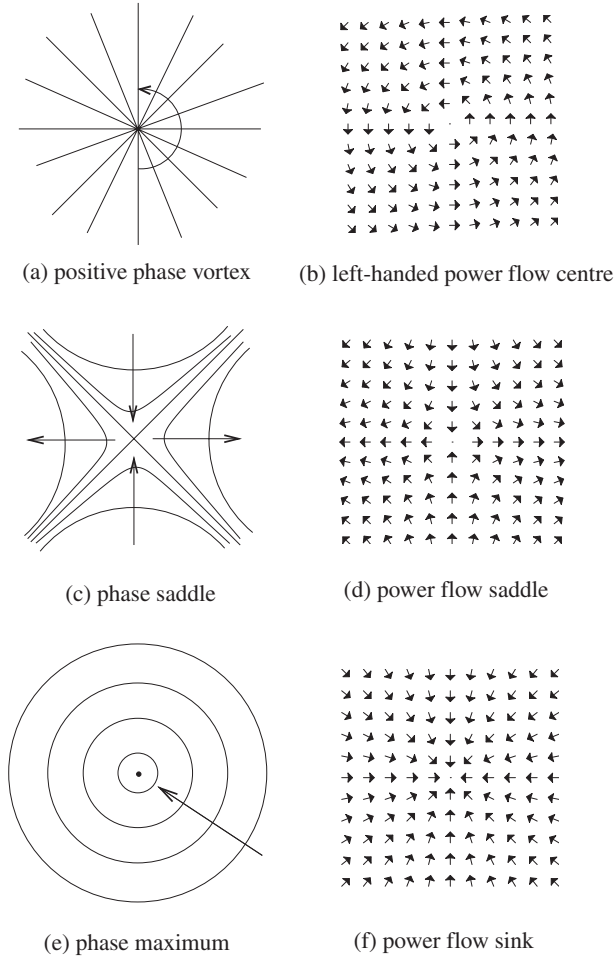 (a) positive phase vortex
(b) left-handed power flow centre
(c) phase saddle
(d) power flow saddle
(e) phase maximum
(f) power flow sink